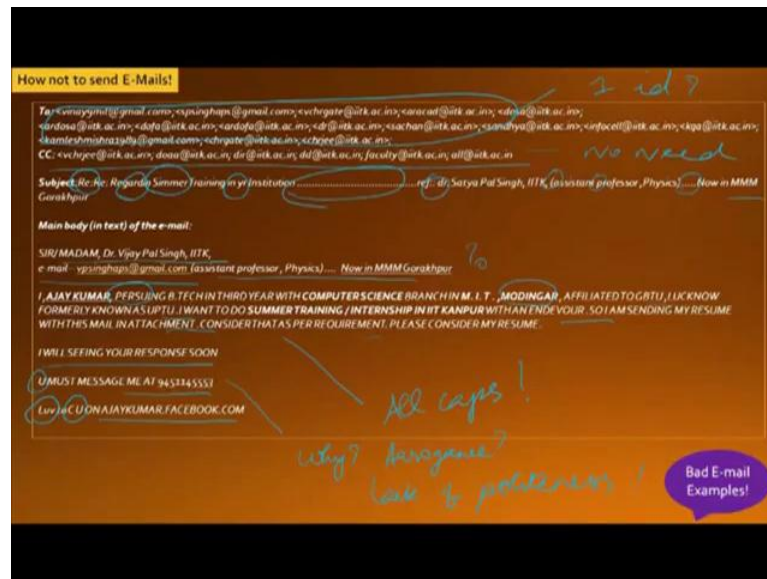 How not to send E-Mails!
1 id ?
To: <vinaygmil@gmail.com>;<vpsinghaps@gmail.com>;<vchrgate@iitk.ac.in>;<aracad@iitk.ac.in>; <dosa@iitk.ac.in>;
<ardosa@iitk.ac.in>;<dofa@iitk.ac.in>;<ardofa@iitk.ac.in>;<dr@iitk.ac.in>;<sachan@iitk.ac.in>;<sandhya@iitk.ac.in>;<infocell@iitk.ac.in>;<kga@iitk.ac.in>;
<chrgate@iitk.ac.in>;<chrjee@iitk.ac.in>;
CC: <vchrjee@iitk.ac.in>; doaa@iitk.ac.in; dir@iitk.ac.in; dd@iitk.ac.in; faculty@iitk.ac.in; all@iitk.ac.in
No need
Subject: Re:Re: Regardin Simmer Training in yr Institution ........................................ref.. dr. Satya Pal Singh, IITK, (assistant professor, Physics).....Now in MMM
Gorakhpur
Main body (in text) of the e-mail:
SIR/ MADAM, Dr. Vijay Pal Singh, IITK,
e-mail- vpsinghaps@gmail.com (assistant professor, Physics)..... Now in MMM Gorakhpur
I , AJAY KUMAR, PERSUING B.TECH IN THIRD YEAR WITH COMPUTER SCIENCE BRANCH IN M. I. T . ,MODINGAR, AFFILIATED TO GBTU , LUCKNOW
FORMERLY KNOWN AS UPTU . I WANT TO DO SUMMER TRAINING / INTERNSHIP IN IIT KANPUR WITH AN ENDEVOUR . SO I AM SENDING MY RESUME
WITH THIS MAIL IN ATTACHMENT. CONSIDER THAT AS PER REQUIREMENT. PLEASE CONSIDER MY RESUME .
I WILL SEEING YOUR RESPONSE SOON
U MUST MESSAGE ME AT 9452145553
Luv to C U ON AJAYKUMAR.FACEBOOK.COM
All caps !
Why? Arrogance?
lack of politeness !
Bad E-mail
Examples!